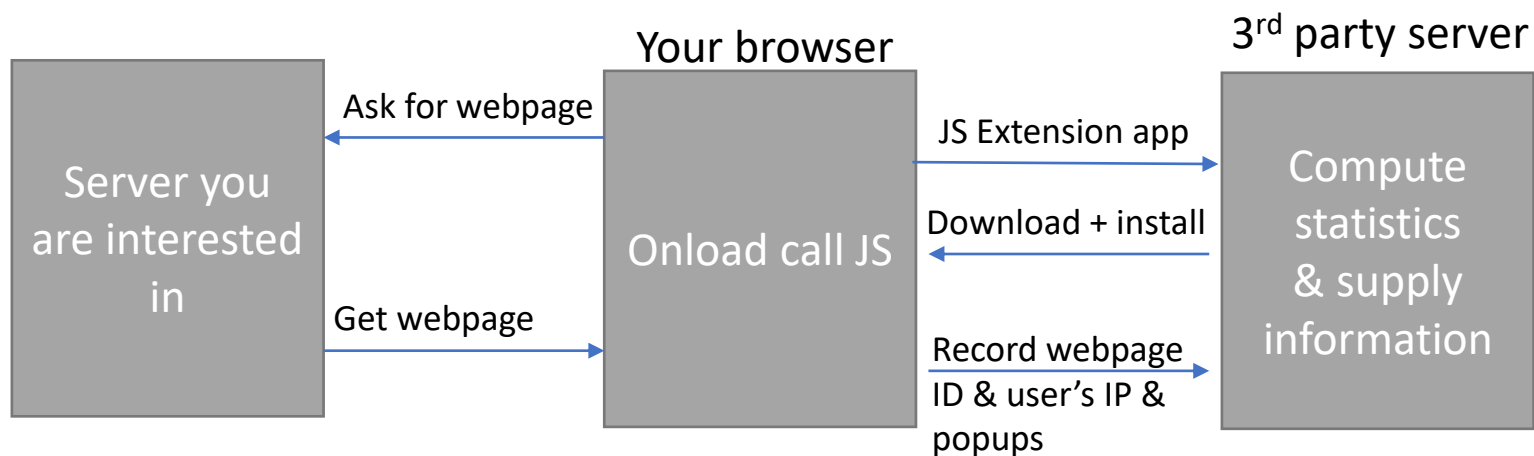 Server you
are interested
in
Ask for webpage
Get webpage
Your browser
Onload call JS
JS Extension app
Download + install
Record webpage
ID & user’s IP &
popups
3rd party server
Compute
statistics
& supply
information